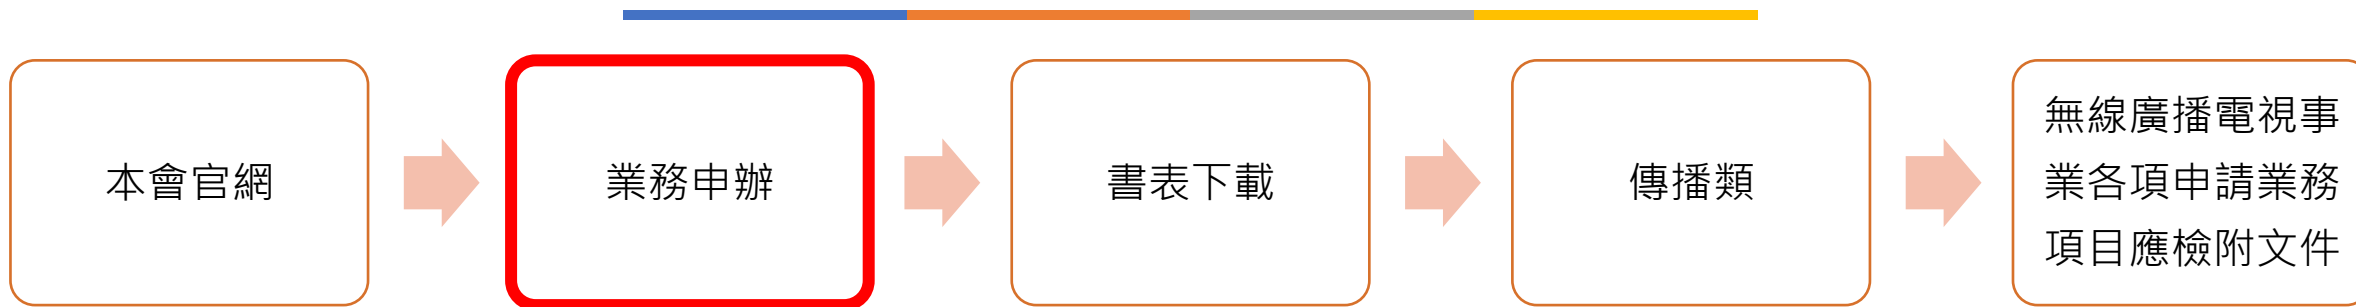 本會官網
業務申辦
書表下載
傳播類
無線廣播電視事
業各項申請業務
項目應檢附文件